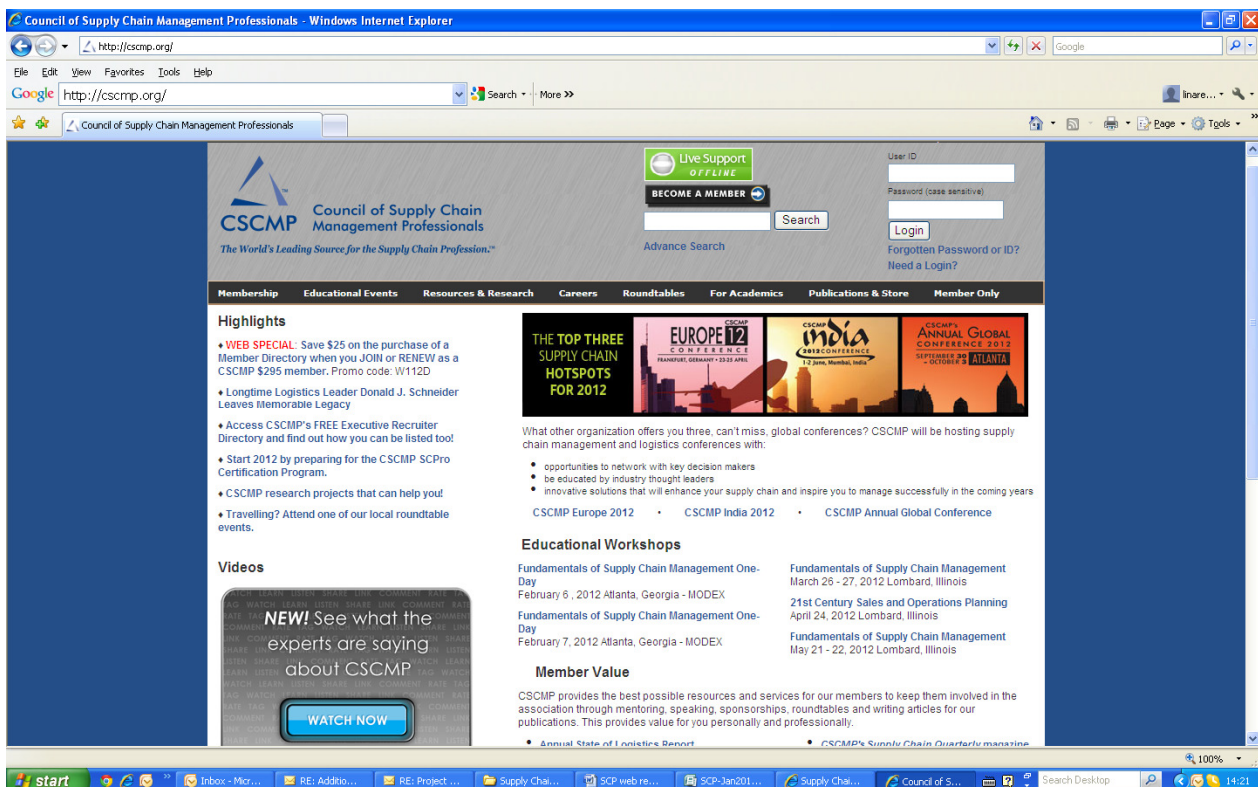 Council of Supply Chain Management Professionals - Windows Internet Explorer
http://cscmp.org/
Google
File Edit View Favorites Tools Help
Google http://cscmp.org/ Search More >>
linare...
Council of Supply Chain Management Professionals
Page Tools
CSCMP
Council of Supply Chain
Management Professionals
The World's Leading Source for the Supply Chain Profession.™
Live Support
OFFLINE
BECOME A MEMBER
Search
Advance Search
User ID
Password (case sensitive)
Login
Forgotten Password or ID?
Need a Login?
Membership Educational Events Resources & Research Careers Roundtables For Academics Publications & Store Member Only
Highlights
♦ WEB SPECIAL: Save $25 on the purchase of a
Member Directory when you JOIN or RENEW as a
CSCMP $295 member. Promo code: W112D
♦ Longtime Logistics Leader Donald J. Schneider
Leaves Memorable Legacy
♦ Access CSCMP's FREE Executive Recruiter
Directory and find out how you can be listed too!
♦ Start 2012 by preparing for the CSCMP SCPro
Certification Program.
♦ CSCMP research projects that can help you!
♦ Travelling? Attend one of our local roundtable
events.
Videos
NEW! See what the
experts are saying
about CSCMP
WATCH NOW
THE TOP THREE
SUPPLY CHAIN
HOTSPOTS
FOR 2012
CSCMP
EUROPE 12
CONFERENCE
FRANKFURT, GERMANY • 23-25 APRIL
CSCMP
india
2012 CONFERENCE
1-2 June, Mumbai, India
CSCMP's
ANNUAL GLOBAL
CONFERENCE 2012
SEPTEMBER 30
- OCTOBER 3 ATLANTA
What other organization offers you three, can't miss, global conferences? CSCMP will be hosting supply
chain management and logistics conferences with:
• opportunities to network with key decision makers
• be educated by industry thought leaders
• innovative solutions that will enhance your supply chain and inspire you to manage successfully in the coming years
CSCMP Europe 2012 • CSCMP India 2012 • CSCMP Annual Global Conference
Educational Workshops
Fundamentals of Supply Chain Management One-
Day
February 6 , 2012 Atlanta, Georgia - MODEX
Fundamentals of Supply Chain Management One-
Day
February 7, 2012 Atlanta, Georgia - MODEX
Fundamentals of Supply Chain Management
March 26 - 27, 2012 Lombard, Illinois
21st Century Sales and Operations Planning
April 24, 2012 Lombard, Illinois
Fundamentals of Supply Chain Management
May 21 - 22, 2012 Lombard, Illinois
Member Value
CSCMP provides the best possible resources and services for our members to keep them involved in the
association through mentoring, speaking, sponsorships, roundtables and writing articles for our
publications. This provides value for you personally and professionally.
• Annual State of Logistics Report
• CSCMP's Supply Chain Quarterly magazine
100%
start Inbox - Micr... RE: Additio... RE: Project ... Supply Chai... SCP web re... SCP-Jan201... Supply Chai... Council of S... Search Desktop 14:21